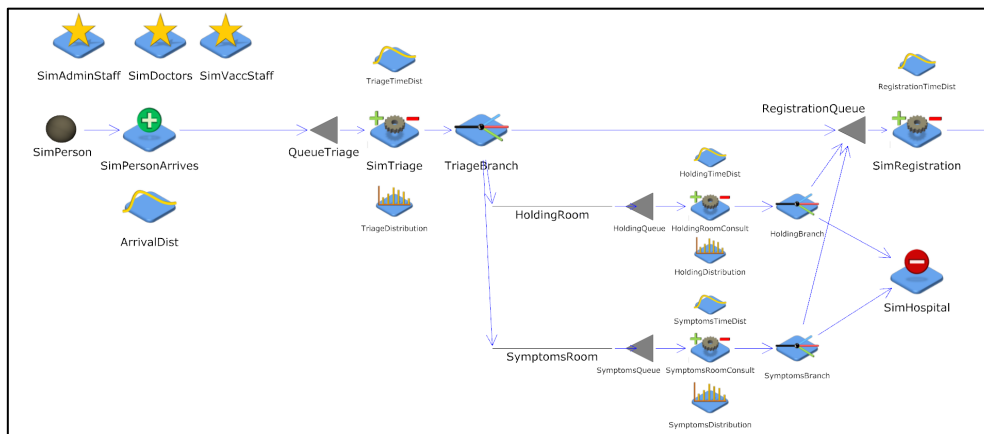 SimAdminStaff
SimDoctors
SimVaccStaff
TriageTimeDist
RegistrationTimeDist
RegistrationQueue
SimPerson
SimPersonArrives
QueueTriage
SimTriage
TriageBranch
SimRegistration
HoldingTimeDist
ArrivalDist
TriageDistribution
HoldingRoom
HoldingQueue
HoldingRoomConsult
HoldingBranch
HoldingDistribution
SimHospital
SymptomsTimeDist
SymptomsRoom
SymptomsQueue
SymptomsRoomConsult
SymptomsBranch
SymptomsDistribution